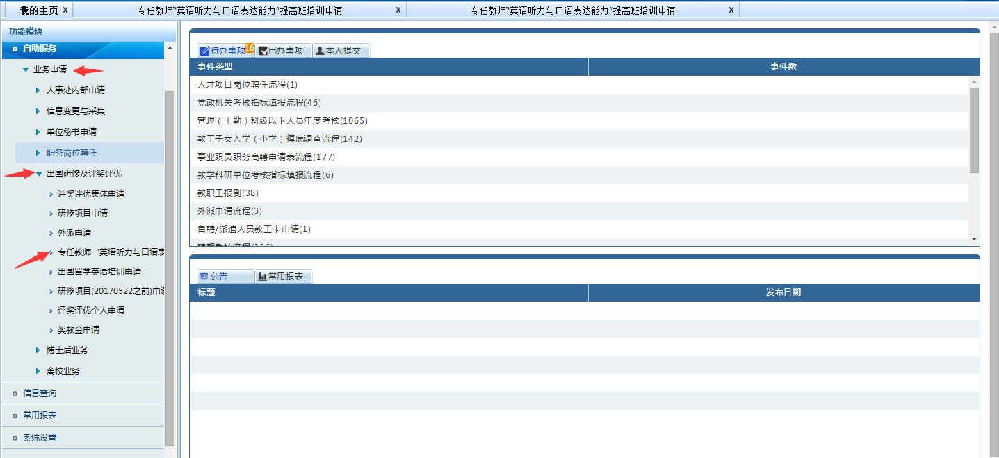 我的主页 X
专任教师“英语听力与口语表达能力”提高班培训申请 X
专任教师“英语听力与口语表达能力”提高班培训申请 X
功能模块
自助服务
业务申请
人事处内部申请
信息变更与采集
单位秘书申请
职务岗位聘任
出国研修及评奖评优
评奖评优集体申请
研修项目申请
外派申请
专任教师“英语听力与口语表
出国留学英语培训申请
研修项目(20170522之前)申请
评奖评优个人申请
奖教金申请
博士后业务
离校业务
信息查询
常用报表
系统设置
待办事项 16 已办事项 本人提交
事件类型 事件数
人才项目岗位聘任流程(1)
党政机关考核指标填报流程(46)
管理（工勤）科级以下人员年度考核(1065)
教工子女入学（小学）摸底调查流程(142)
事业职员职务高聘申请表流程(177)
教学科研单位考核指标填报流程(6)
教职工报到(38)
外派申请流程(3)
自聘/派遣人员教工卡申请(1)
公告 常用报表
标题 发布日期